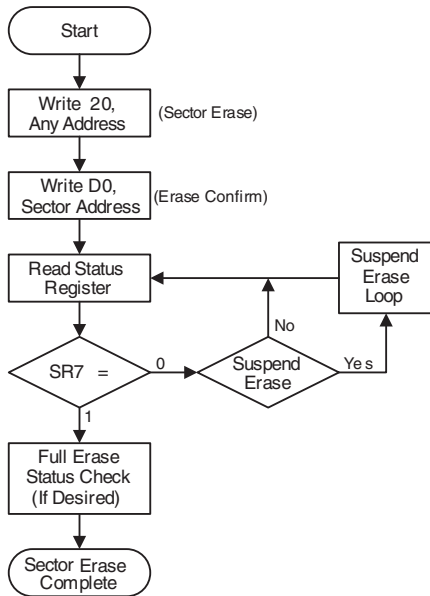 Start
Write 20,
Any Address
(Sector Erase)
Write D0,
Sector Address
(Erase Confirm)
Read Status
Register
Suspend
Erase
Loop
No
SR7 =
0
Suspend
Erase
Yes
1
Full Erase
Status Check
(If Desired)
Sector Erase
Complete